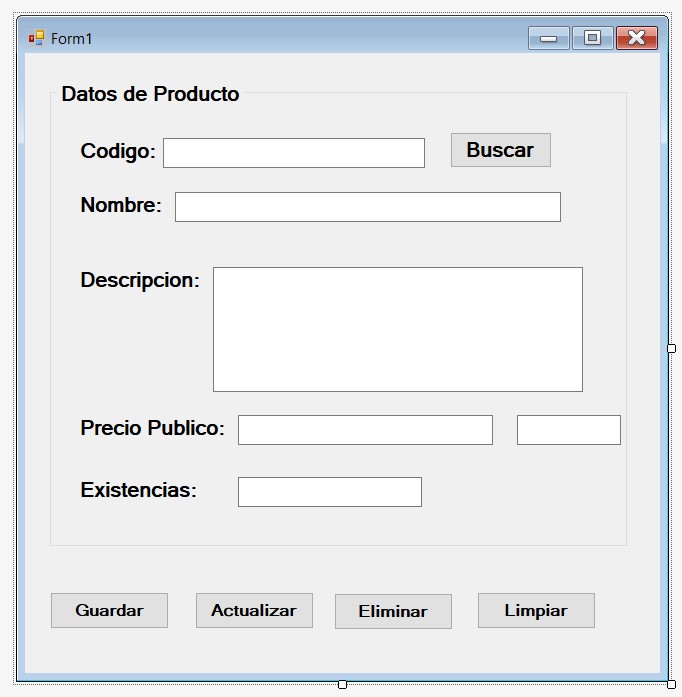 Form1
Datos de Producto
Codigo: Buscar
Nombre:
Descripcion:
Precio Publico:
Existencias:
Guardar Actualizar Eliminar Limpiar